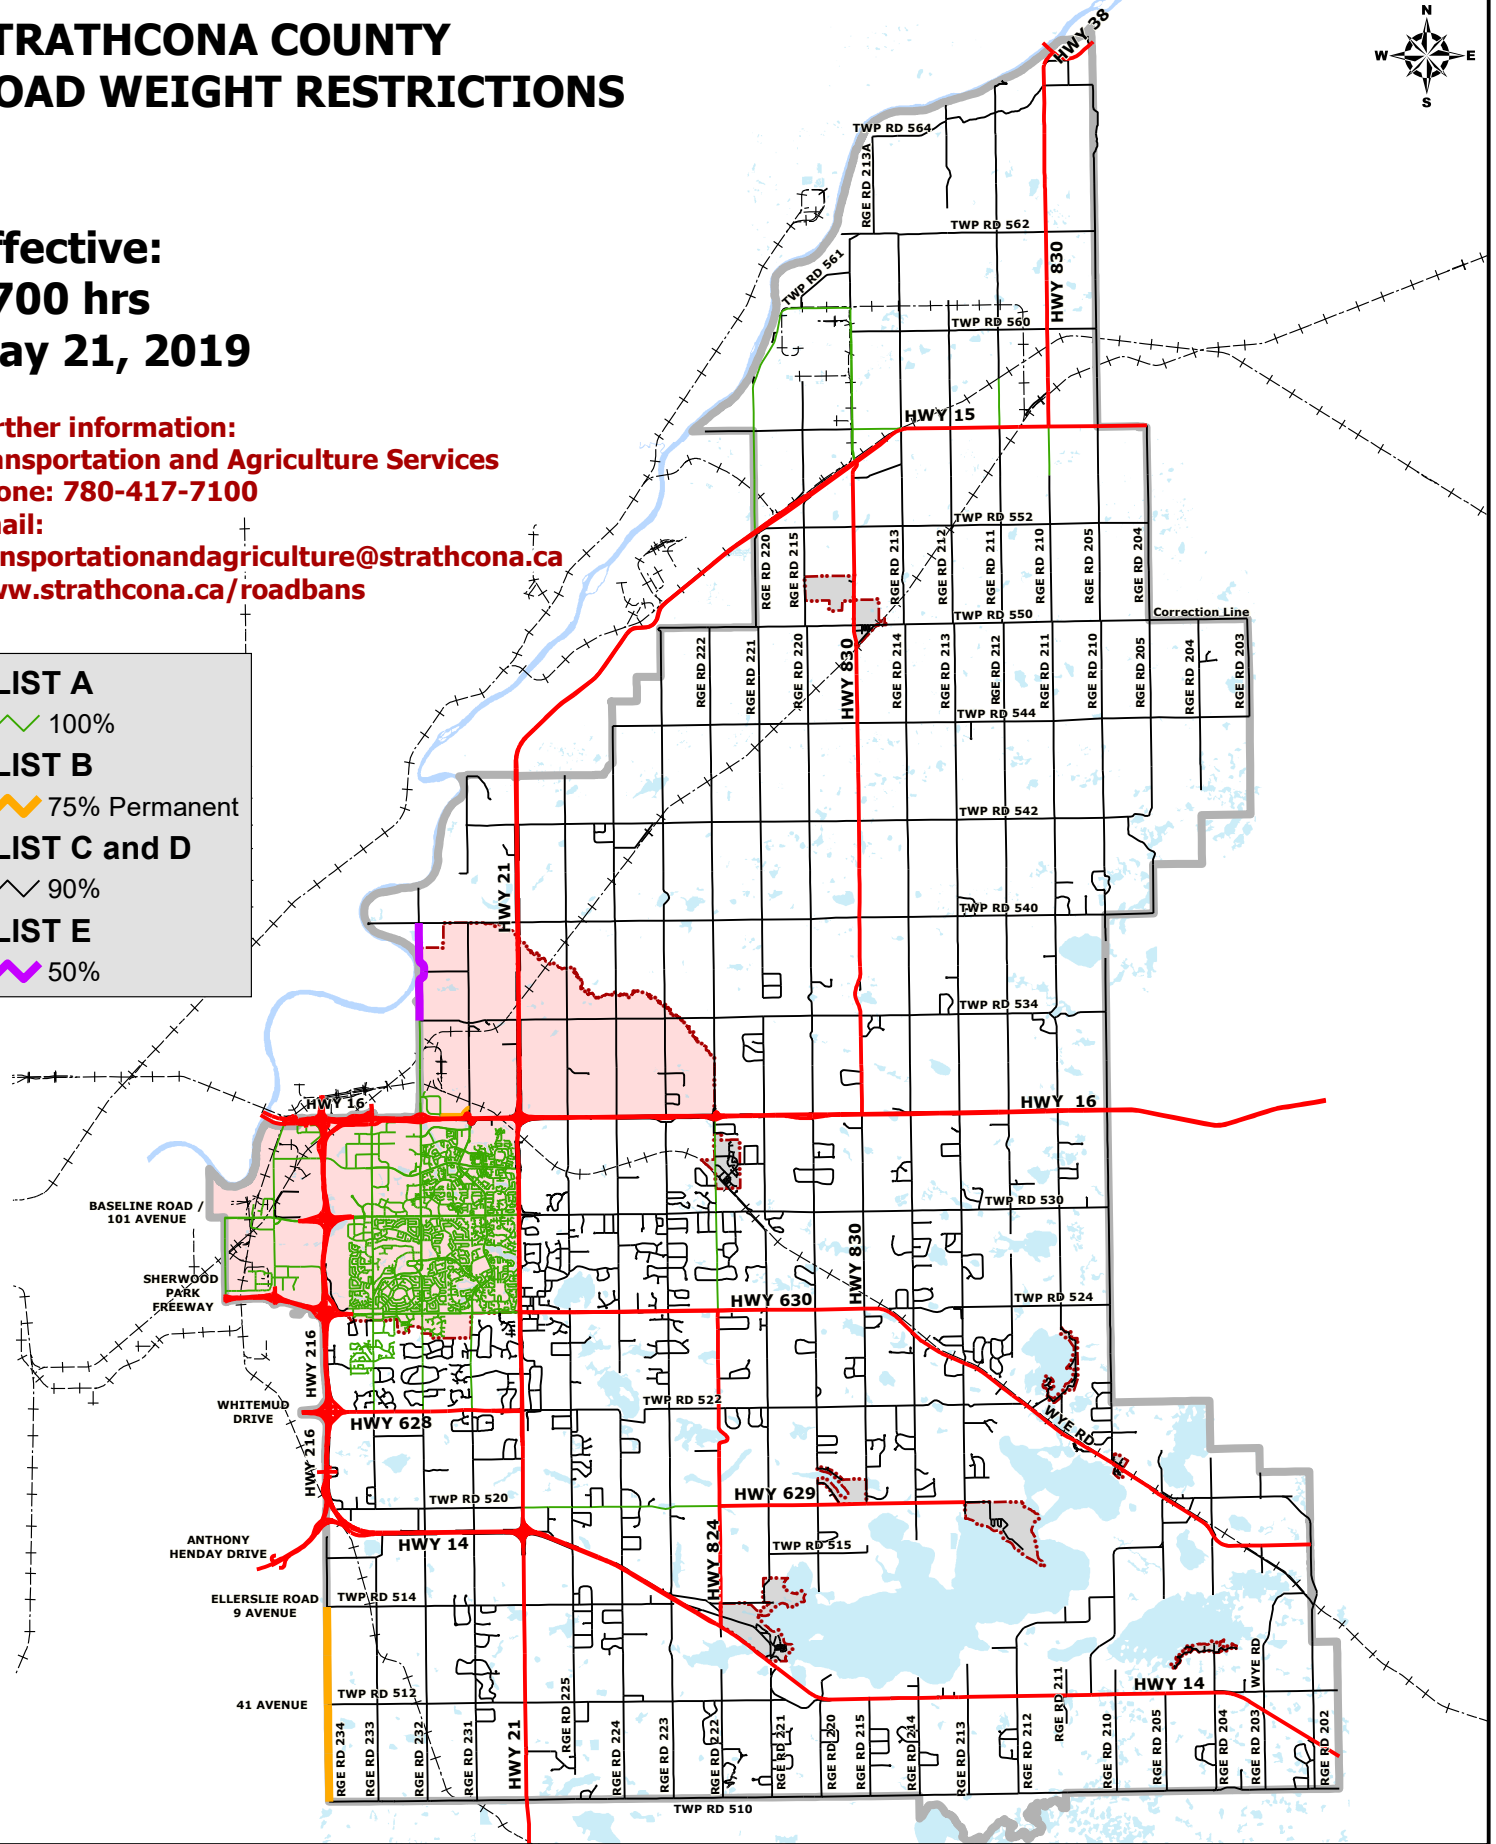 TRATHCONA COUNTY
OAD WEIGHT RESTRICTIONS
N
W E
S
ffective:
700 hrs
ay 21, 2019
rther information:
ansportation and Agriculture Services
one: 780-417-7100
ail:
ansportationandagriculture@strathcona.ca
ww.strathcona.ca/roadbans
LIST A
100%
LIST B
75% Permanent
LIST C and D
90%
LIST E
50%
HWY 38
TWP RD 564
RGE RD 213A
TWP RD 562
TWP RD 561
HWY 830
TWP RD 560
HWY 15
TWP RD 552
RGE RD 220
RGE RD 215
RGE RD 213
RGE RD 212
RGE RD 211
RGE RD 210
RGE RD 205
RGE RD 204
TWP RD 550
Correction Line
RGE RD 222
RGE RD 221
RGE RD 220
HWY 830
RGE RD 214
RGE RD 213
RGE RD 212
RGE RD 211
RGE RD 210
RGE RD 205
RGE RD 204
RGE RD 203
TWP RD 544
TWP RD 542
HWY 21
TWP RD 540
TWP RD 534
HWY 16
HWY 16
BASELINE ROAD /
101 AVENUE
TWP RD 530
HWY 830
SHERWOOD
PARK
FREEWAY
HWY 630
TWP RD 524
HWY 216
WHITEMUD
DRIVE
HWY 628
TWP RD 522
WYE RD
HWY 216
TWP RD 520
HWY 629
ANTHONY
HENDAY DRIVE
HWY 14
HWY 824
TWP RD 515
ELLERSLIE ROAD
9 AVENUE
TWP RD 514
41 AVENUE
TWP RD 512
HWY 14
WYE RD
RGE RD 234
RGE RD 233
RGE RD 232
RGE RD 231
HWY 21
RGE RD 225
RGE RD 224
RGE RD 223
RGE RD 222
RGE RD 221
RGE RD 220
RGE RD 215
RGE RD 214
RGE RD 213
RGE RD 212
RGE RD 211
RGE RD 210
RGE RD 205
RGE RD 204
RGE RD 203
RGE RD 202
TWP RD 510